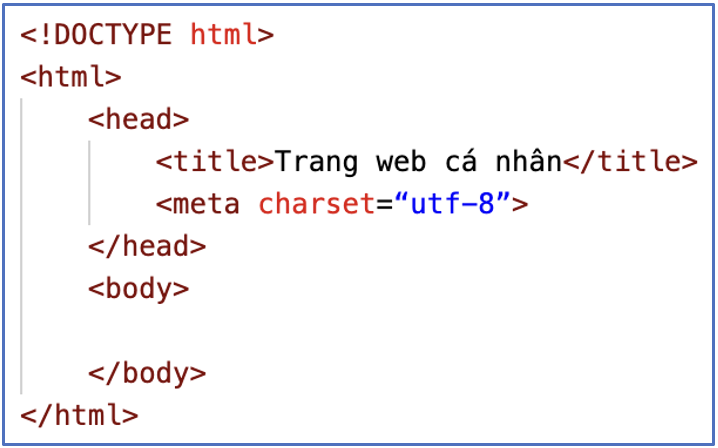 <!DOCTYPE html>
<html>
<head>
<title>Trang web cá nhân</title>
<meta charset=“utf-8”>
</head>
<body>
</body>
</html>